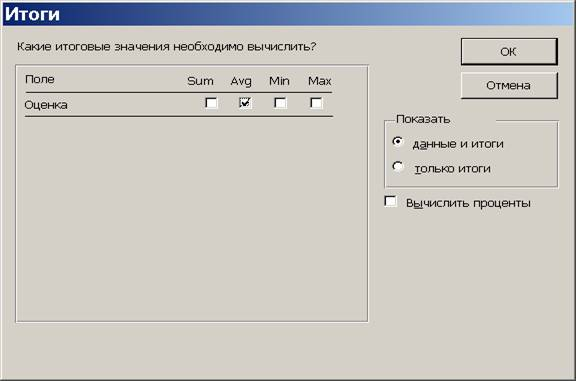 Итоги
Какие итоговые значения необходимо вычислить?
Поле Sum Avg Min Max
Оценка
ОК
Отмена
Показать
данные и итоги
только итоги
Вычислить проценты